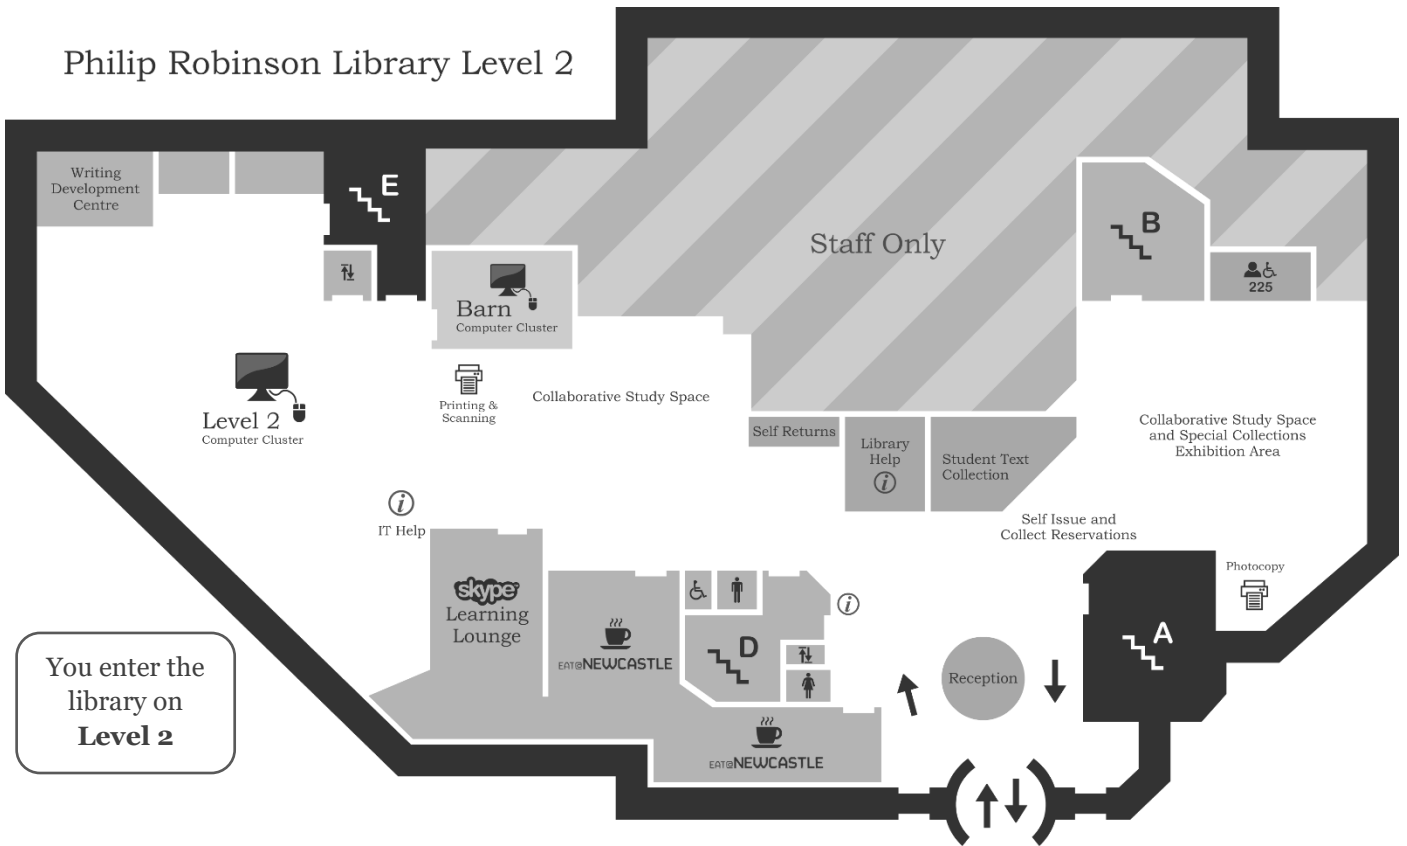 Philip Robinson Library Level 2
Writing
Development
Centre
E
Staff Only
B
225
Barn
Computer Cluster
Level 2
Computer Cluster
Printing &
Scanning
Collaborative Study Space
Self Returns
Library
Help
i
Student Text
Collection
Collaborative Study Space
and Special Collections
Exhibition Area
Self Issue and
Collect Reservations
i
IT Help
Photocopy
skype
Learning
Lounge
EAT@NEWCASTLE
D
i
A
Reception
EAT@NEWCASTLE
You enter the
library on
Level 2